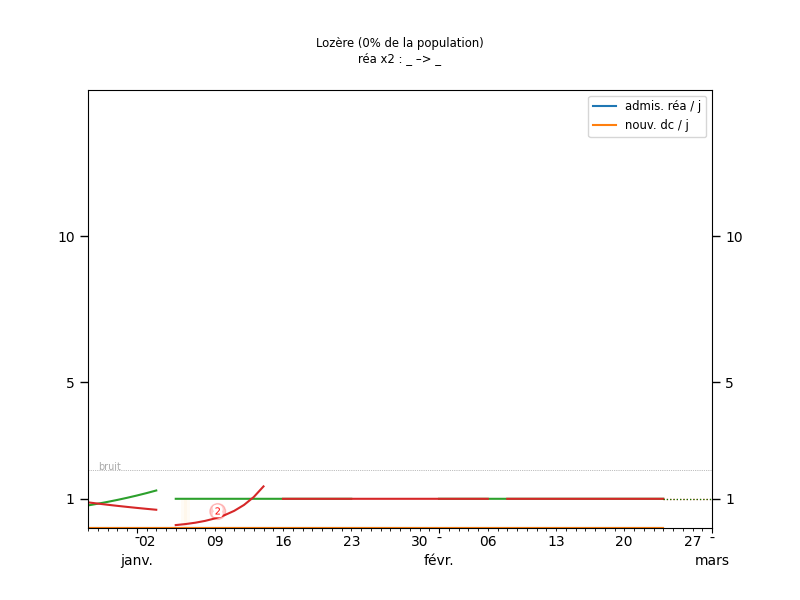 Lozère (0% de la population)
réa x2 : _ –> _
admis. réa / j
nouv. dc / j
10
10
5
5
bruit
1
1
2
02
09
16
23
30
06
13
20
27
janv.
févr.
mars